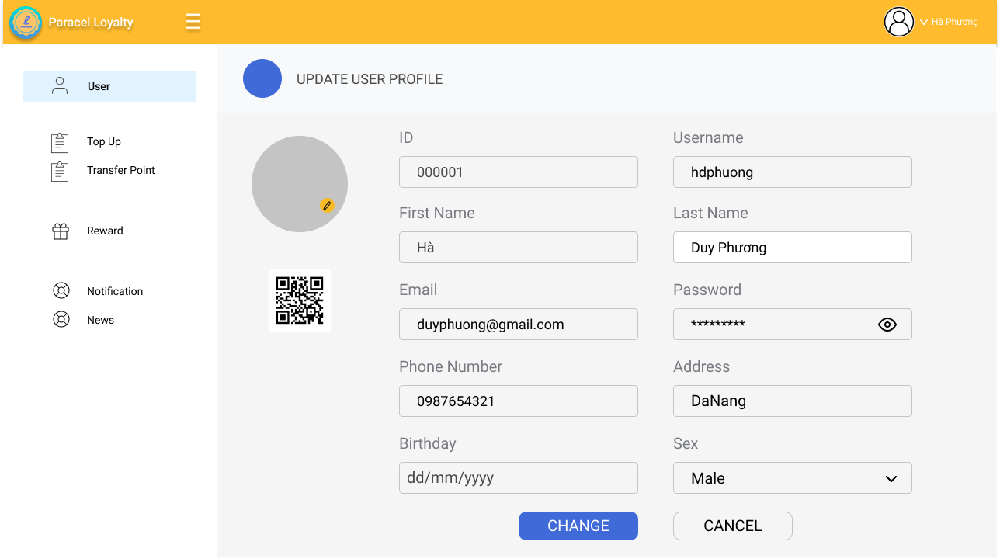 Paracel Loyalty
Hà Phương
User
Top Up
Transfer Point
Reward
Notification
News
UPDATE USER PROFILE
ID
Username
000001
hdphuong
First Name
Last Name
Hà
Duy Phương
Email
Password
duyphuong@gmail.com
*********
Phone Number
Address
0987654321
DaNang
Birthday
Sex
dd/mm/yyyy
Male
CHANGE
CANCEL